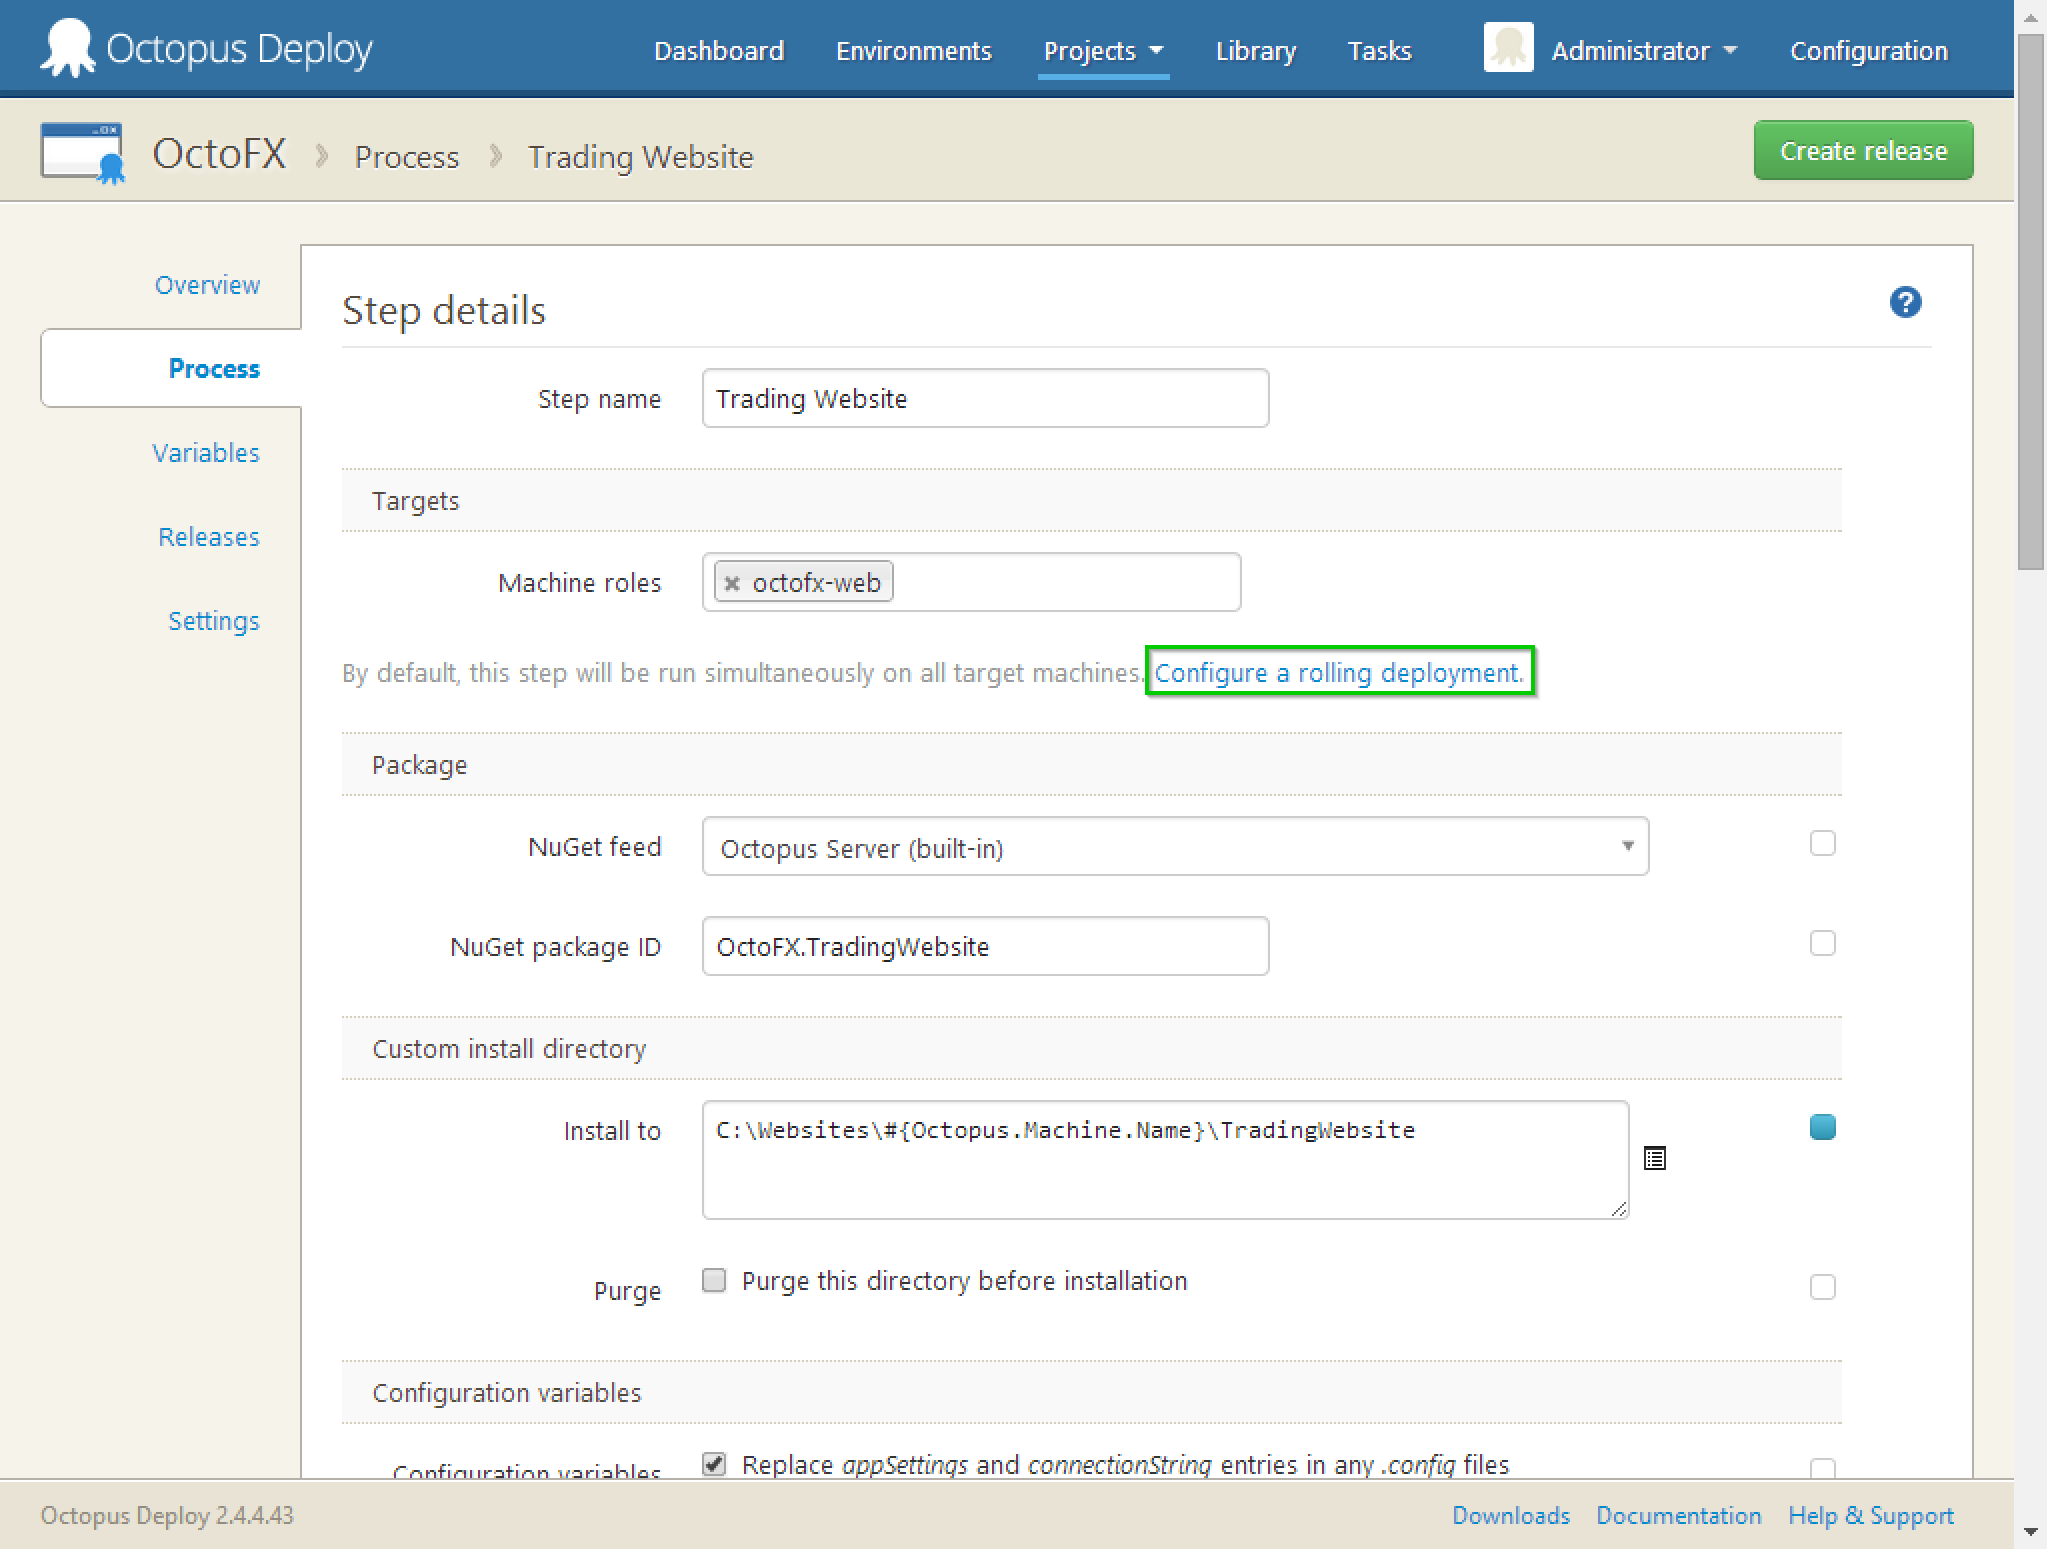 Octopus Deploy
Dashboard Environments Projects Library Tasks Administrator Configuration
OctoFX Process Trading Website
Create release
Overview
Process
Variables
Releases
Settings
Step details
?
Step name Trading Website
Targets
Machine roles octofx-web
By default, this step will be run simultaneously on all target machines. Configure a rolling deployment.
Package
NuGet feed Octopus Server (built-in)
NuGet package ID OctoFX.TradingWebsite
Custom install directory
Install to C:\Websites\#{Octopus.Machine.Name}\TradingWebsite
Purge Purge this directory before installation
Configuration variables
Configuration variables Replace appSettings and connectionString entries in any .config files
Octopus Deploy 2.4.4.43
Downloads Documentation Help & Support